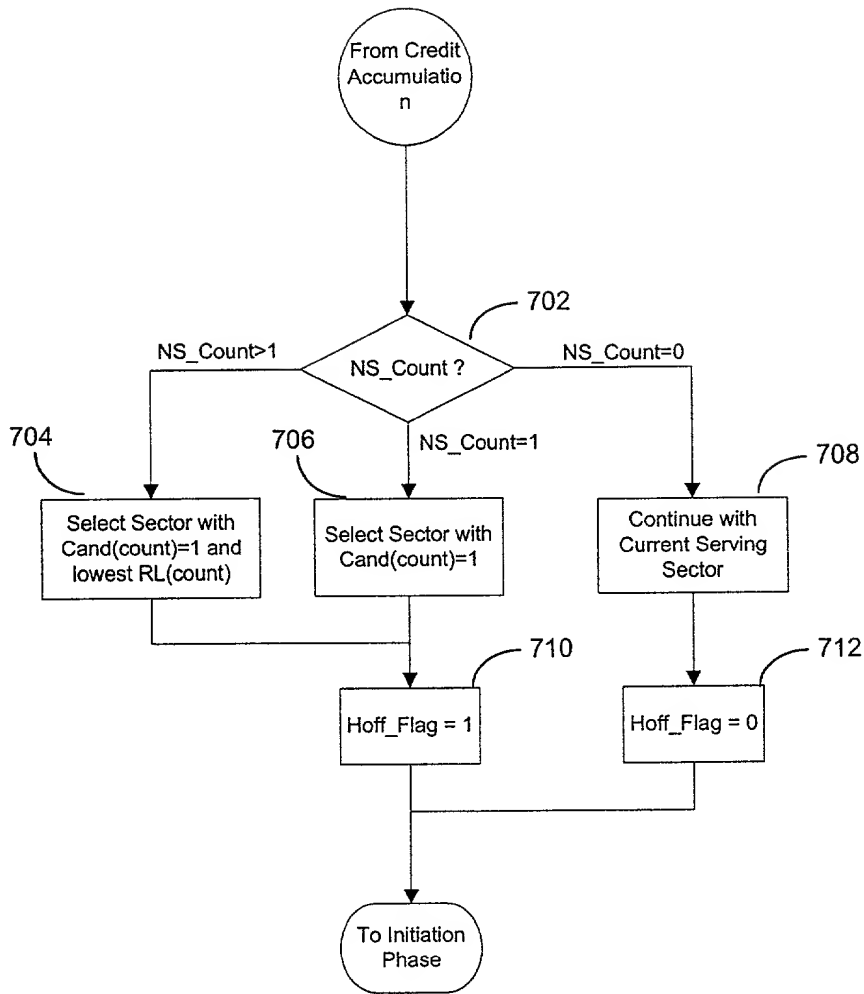 From Credit
Accumulatio
n
702
NS_Count>1
NS_Count ?
NS_Count=0
704
706
NS_Count=1
708
Select Sector with
Cand(count)=1 and
lowest RL(count)
Select Sector with
Cand(count)=1
Continue with
Current Serving
Sector
710
712
Hoff_Flag = 1
Hoff_Flag = 0
To Initiation
Phase